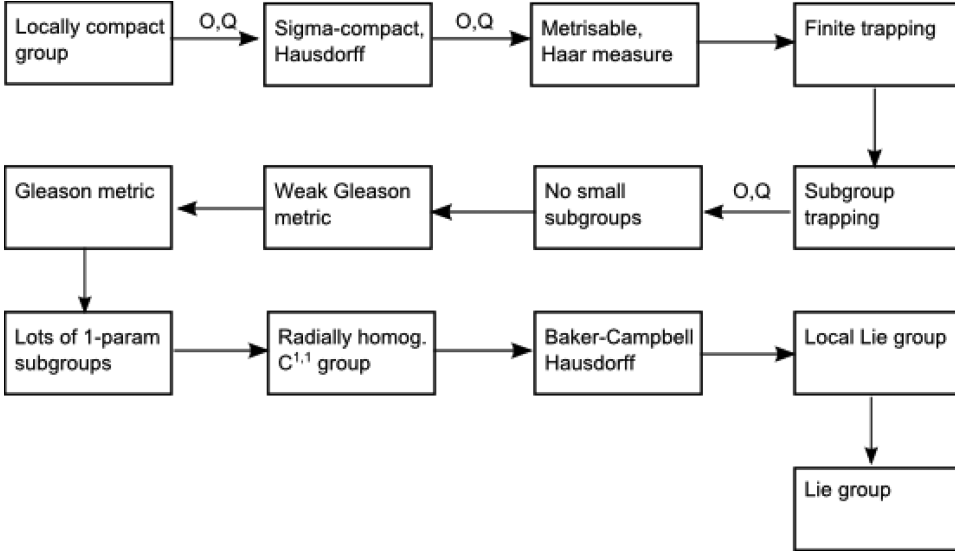 Locally compact
group
O,Q
Sigma-compact,
Hausdorff
O,Q
Metrisable,
Haar measure
Finite trapping
Gleason metric
Weak Gleason
metric
No small
subgroups
O,Q
Subgroup
trapping
Lots of 1-param
subgroups
Radially homog.
C^{1,1} group
Baker-Campbell
Hausdorff
Local Lie group
Lie group